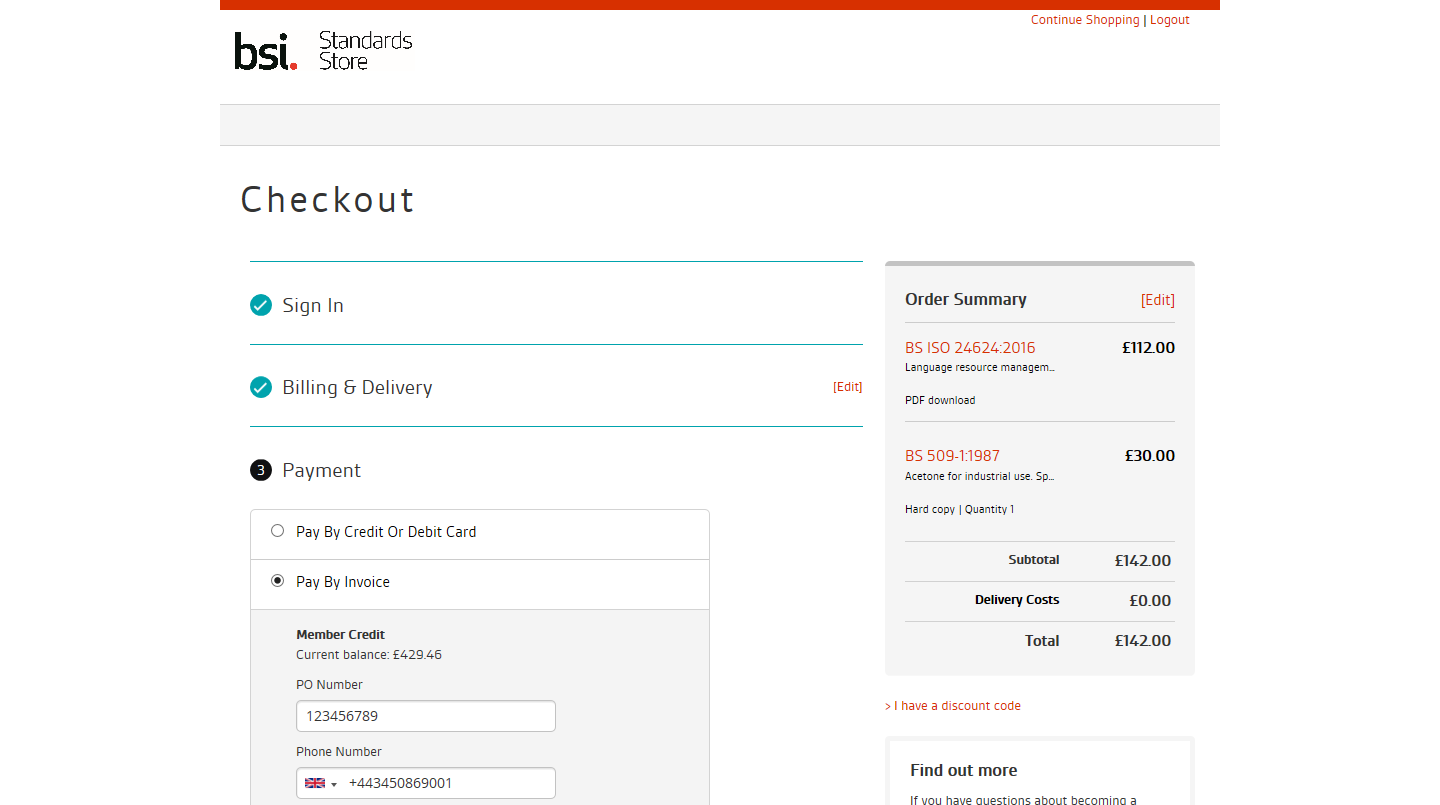 Continue Shopping | Logout
bsi. Standards
Store
Checkout
Sign In
Billing & Delivery [Edit]
3 Payment
Pay By Credit Or Debit Card
Pay By Invoice
Member Credit
Current balance: £429.46
PO Number
123456789
Phone Number
+443450869001
Order Summary [Edit]
BS ISO 24624:2016 £112.00
Language resource managem...
PDF download
BS 509-1:1987 £30.00
Acetone for industrial use. Sp...
Hard copy | Quantity 1
Subtotal £142.00
Delivery Costs £0.00
Total £142.00
> I have a discount code
Find out more
If you have questions about becoming a